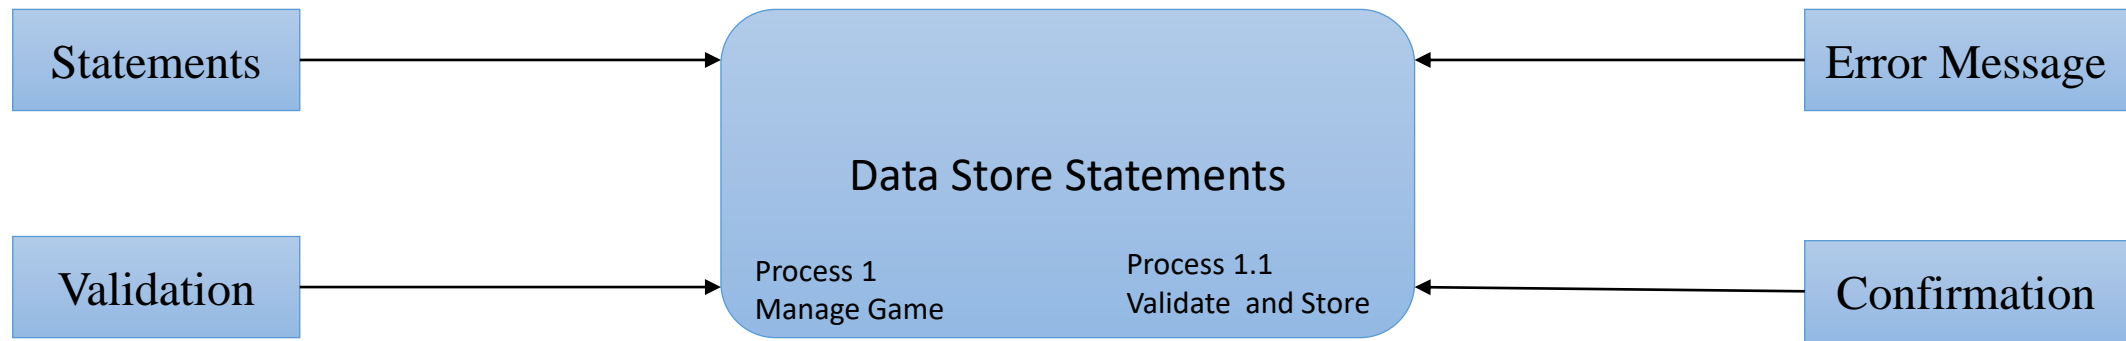 Statements
Error Message
Data Store Statements
Process 1
Manage Game
Process 1.1
Validate  and Store
Validation
Confirmation